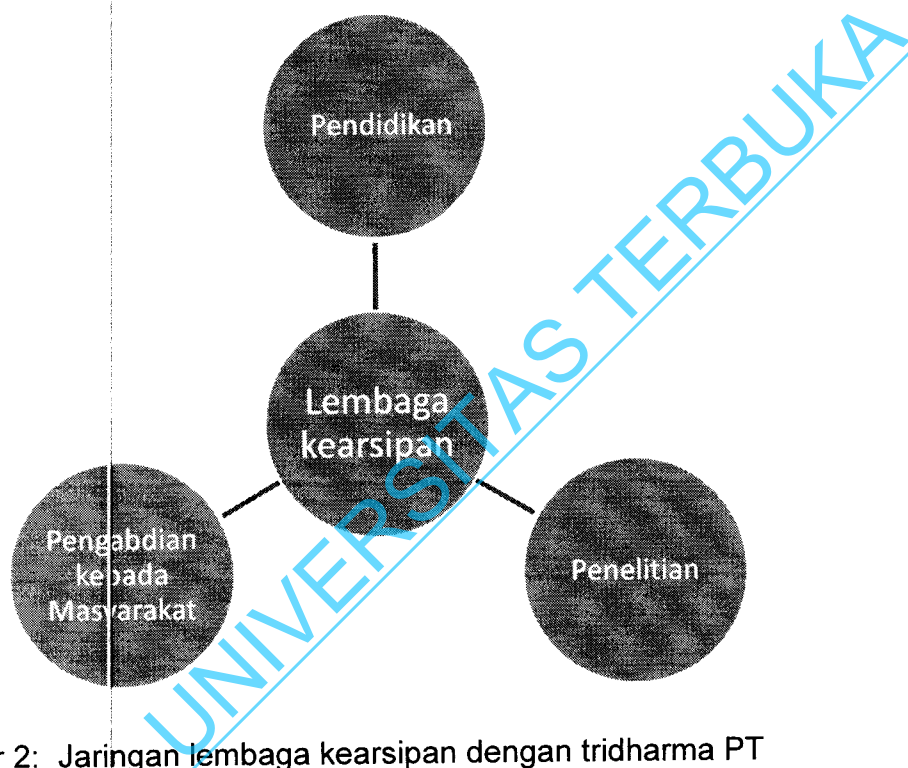 Pendidikan
Lembaga
kearsipan
Pengabdian
kepada
Masyarakat
Penelitian
UNIVERSITAS TERBUKA
r 2: Jaringan lembaga kearsipan dengan tridharma PT